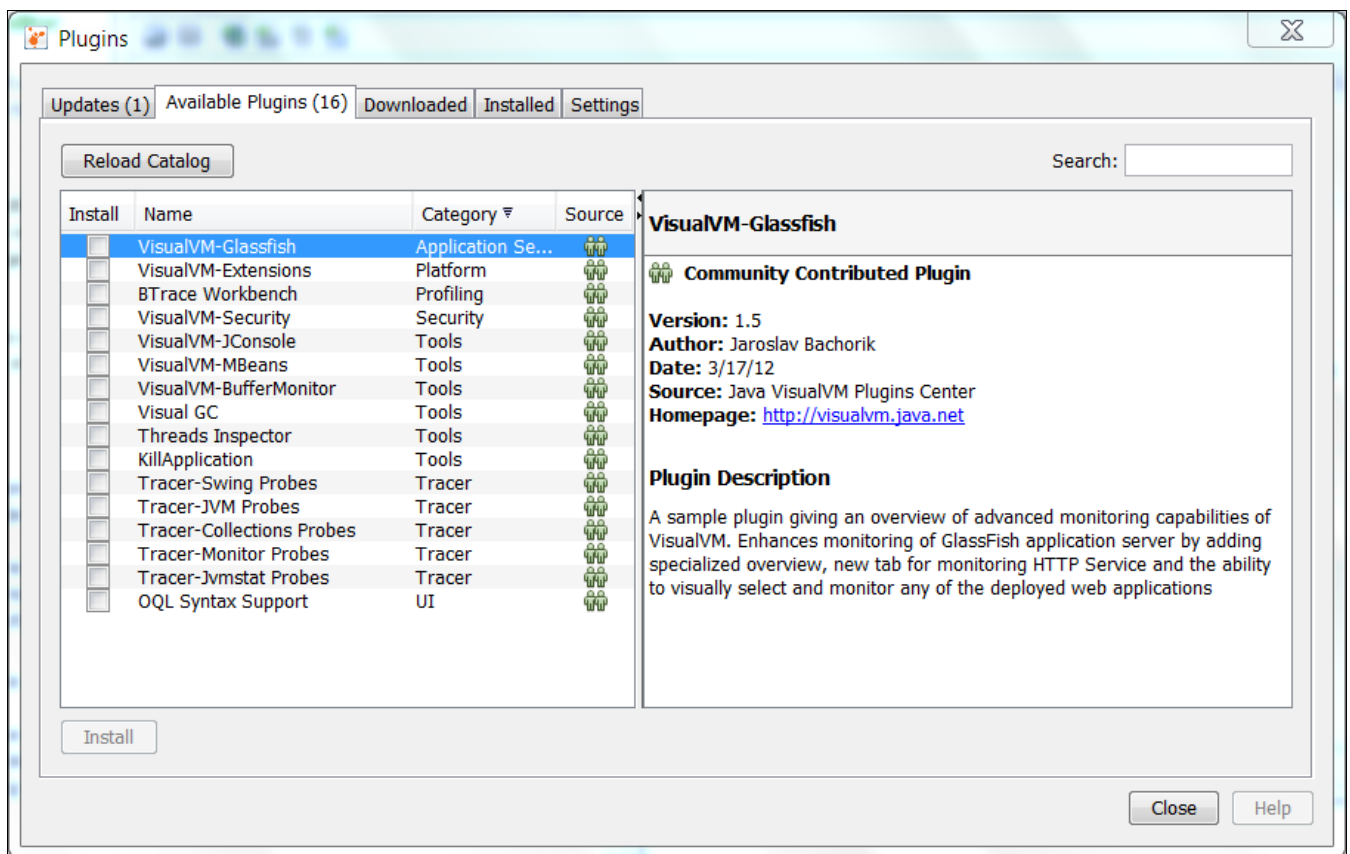 Plugins
Updates (1) Available Plugins (16) Downloaded Installed Settings
Reload Catalog
Search:
Install Name Category Source
VisualVM-Glassfish Application Se...
VisualVM-Extensions Platform
BTrace Workbench Profiling
VisualVM-Security Security
VisualVM-JConsole Tools
VisualVM-MBeans Tools
VisualVM-BufferMonitor Tools
Visual GC Tools
Threads Inspector Tools
KillApplication Tools
Tracer-Swing Probes Tracer
Tracer-JVM Probes Tracer
Tracer-Collections Probes Tracer
Tracer-Monitor Probes Tracer
Tracer-Jvmstat Probes Tracer
OQL Syntax Support UI
VisualVM-Glassfish
Community Contributed Plugin
Version: 1.5
Author: Jaroslav Bachorik
Date: 3/17/12
Source: Java VisualVM Plugins Center
Homepage: http://visualvm.java.net
Plugin Description
A sample plugin giving an overview of advanced monitoring capabilities of
VisualVM. Enhances monitoring of GlassFish application server by adding
specialized overview, new tab for monitoring HTTP Service and the ability
to visually select and monitor any of the deployed web applications
Install
Close Help